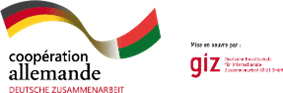 coopération
allemande
DEUTSCHE ZUSAMMENARBEIT
Mise en œuvre par :
giz
Deutsche Gesellschaft
für Internationale
Zusammenarbeit (GIZ) GmbH